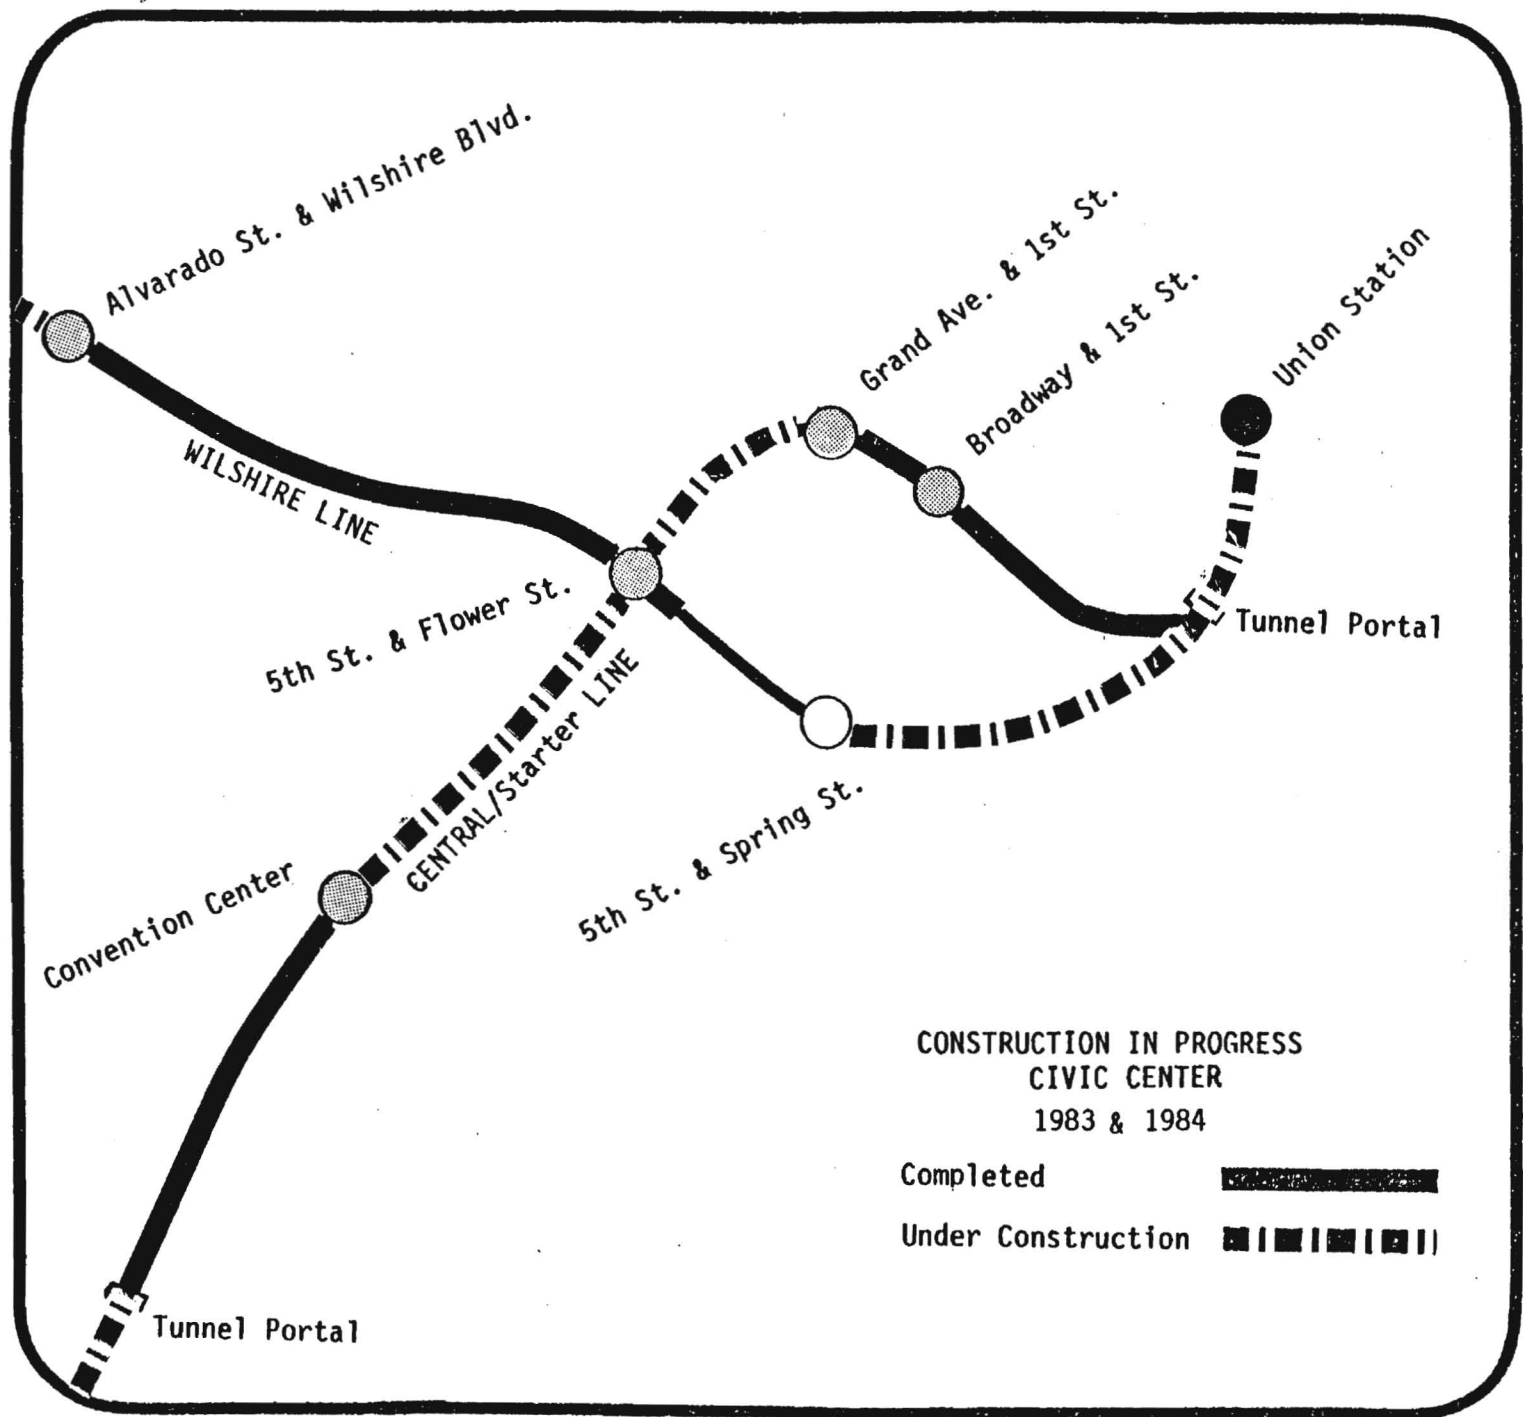 Alvarado St. & Wilshire Blvd.
Grand Ave. & 1st St.
Broadway & 1st St.
Union Station
WILSHIRE LINE
5th St. & Flower St.
Tunnel Portal
CENTRAL/Starter LINE
5th St. & Spring St.
Convention Center
CONSTRUCTION IN PROGRESS
CIVIC CENTER
1983 & 1984
Completed
Under Construction
Tunnel Portal